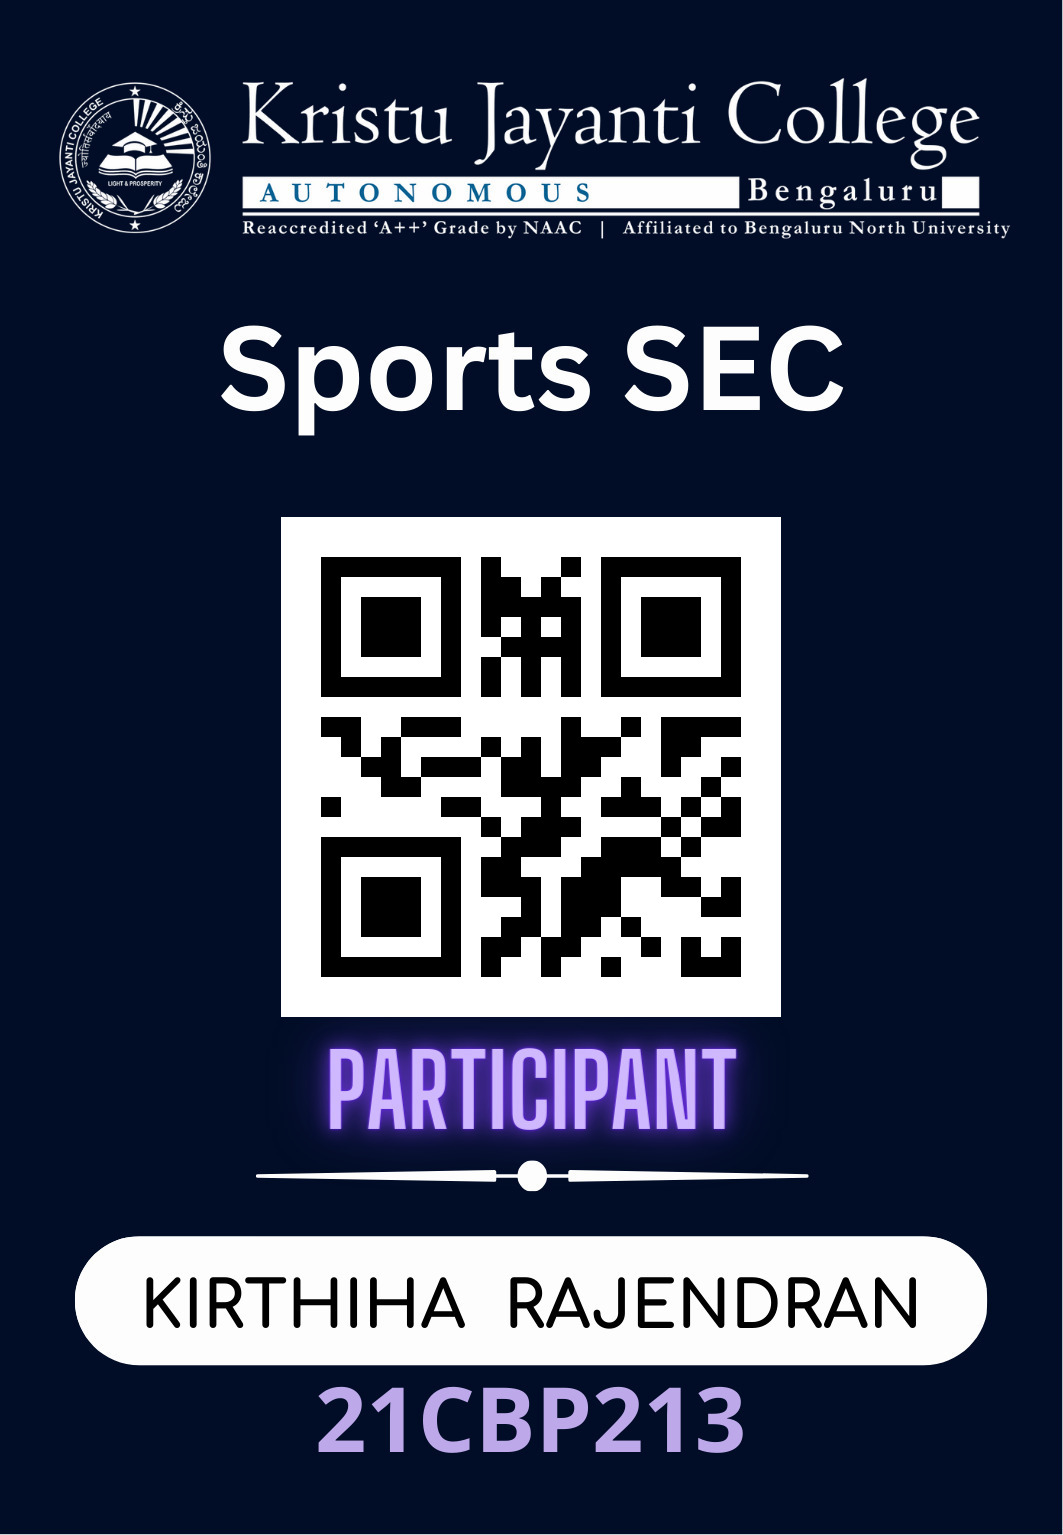 KRISTU JAYANTI COLLEGE
ಕ್ರಿಸ್ತು ಜಯಂತಿ ಕಾಲೇಜು
LIGHT & PROSPERITY
Kristu Jayanti College
AUTONOMOUS Bengaluru
Reaccredited ‘A++’ Grade by NAAC | Affiliated to Bengaluru North University
Sports SEC
PARTICIPANT
KIRTHIHA RAJENDRAN
21CBP213